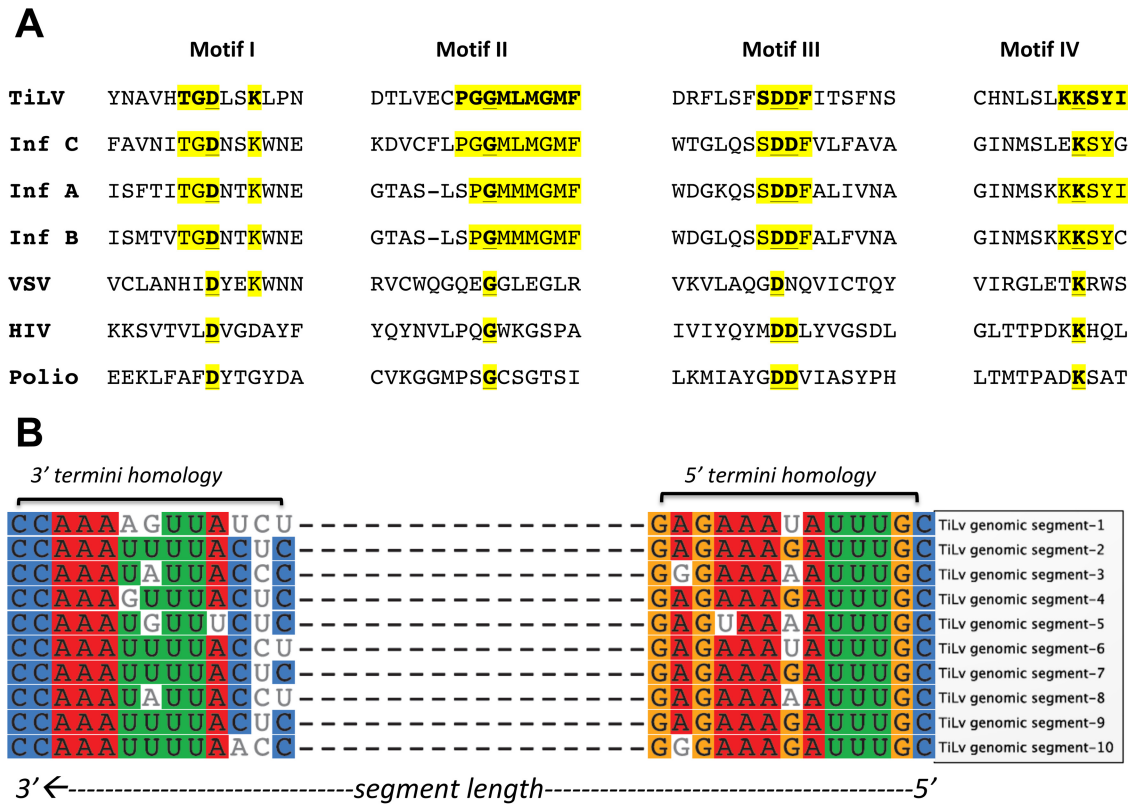 A
Motif I Motif II Motif III Motif IV
TiLV YNAVHTGDLSKLPN DTLVECPGGMLMGMF DRFLSFSDDFITSFNS CHNLSLKKSYI
Inf C FAVNITGDNSKWNE KDVCFLPGGMLMGMF WTGLQSSDDFVLFAVA GINMSLEKSYG
Inf A ISFTITGDNTKWNE GTAS-LSPGMMMGMF WDGKQSSDDFALIVNA GINMSKKKSYI
Inf B ISMTVTGDNTKWNE GTAS-LSPGMMMGMF WDGLQSSDDFALFVNA GINMSKKKSYC
VSV VCLANHIDYEKWNN RVCWQGQEGGLEGLR VKVLAQGDNQVICTQY VIRGLETKRWS
HIV KKSVTVLDVGDAYF YQYNVLPQGWKGSPA IVIYQYMDDLYVGSDL GLTTPDKKHQL
Polio EEKLFAFDYTGYDA CVKGGMPSGCSGTSI LKMIAYGDDVIASYPH LTMTPADKSAT
B
3’ termini homology 5’ termini homology
CCAAAAGUUAUCU----------------GAGAAAUAUUUGC TiLv genomic segment-1
CCAAAUUUUACUC----------------GAGAAAGAUUUGC TiLv genomic segment-2
CCAAAUAUUACCC----------------GGGAAAAAUUUGC TiLv genomic segment-3
CCAAAGUUUACUC----------------GAGAAAGAUUUGC TiLv genomic segment-4
CCAAAUGUUUCUC----------------GAGUAAAAUUUGC TiLv genomic segment-5
CCAAAUUUUACCU----------------GAGAAAUAUUUGC TiLv genomic segment-6
CCAAAUUUUACUC----------------GAGAAAGAUUUGC TiLv genomic segment-7
CCAAAUAUUACCU----------------GAGAAAAAUUUGC TiLv genomic segment-8
CCAAAUUUUACUC----------------GAGAAAGAUUUGC TiLv genomic segment-9
CCAAAUUUUAACC----------------GGGAAAGAUUUGC TiLv genomic segment-10
3’ ←----------------------------segment length------------------------------------5’